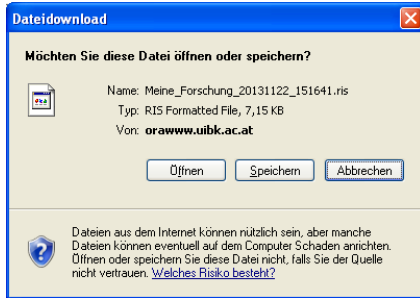 Dateidownload
Möchten Sie diese Datei öffnen oder speichern?
Name: Meine_Forschung_20131122_151641.ris
Typ: RIS Formatted File, 7,15 KB
Von: orawww.uibk.ac.at
Öffnen Speichern Abbrechen
Dateien aus dem Internet können nützlich sein, aber manche
Dateien können eventuell auf dem Computer Schaden anrichten.
Öffnen oder speichern Sie diese Datei nicht, falls Sie der Quelle
nicht vertrauen. Welches Risiko besteht?